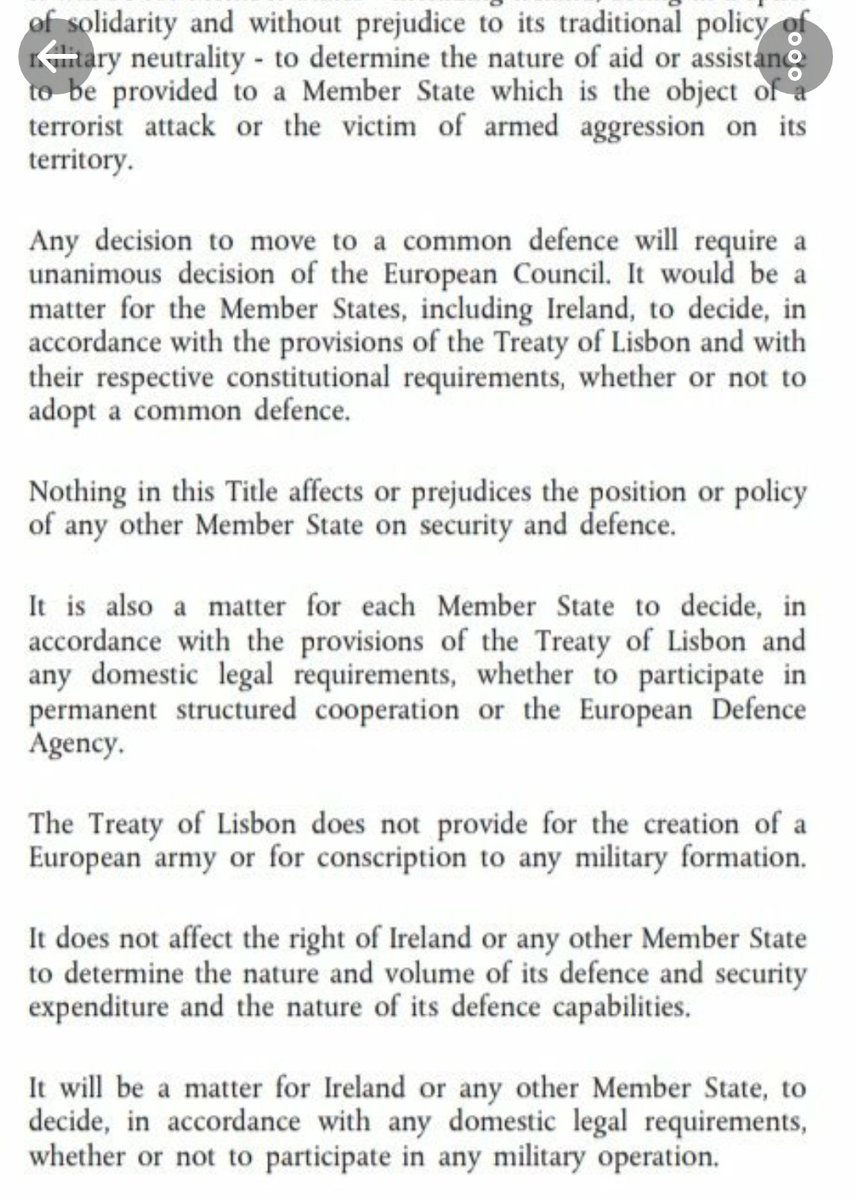 of solidarity and without prejudice to its traditional policy of
military neutrality - to determine the nature of aid or assistance
to be provided to a Member State which is the object of a
terrorist attack or the victim of armed aggression on its
territory.
Any decision to move to a common defence will require a
unanimous decision of the European Council. It would be a
matter for the Member States, including Ireland, to decide, in
accordance with the provisions of the Treaty of Lisbon and with
their respective constitutional requirements, whether or not to
adopt a common defence.
Nothing in this Title affects or prejudices the position or policy
of any other Member State on security and defence.
It is also a matter for each Member State to decide, in
accordance with the provisions of the Treaty of Lisbon and
any domestic legal requirements, whether to participate in
permanent structured cooperation or the European Defence
Agency.
The Treaty of Lisbon does not provide for the creation of a
European army or for conscription to any military formation.
It does not affect the right of Ireland or any other Member State
to determine the nature and volume of its defence and security
expenditure and the nature of its defence capabilities.
It will be a matter for Ireland or any other Member State, to
decide, in accordance with any domestic legal requirements,
whether or not to participate in any military operation.